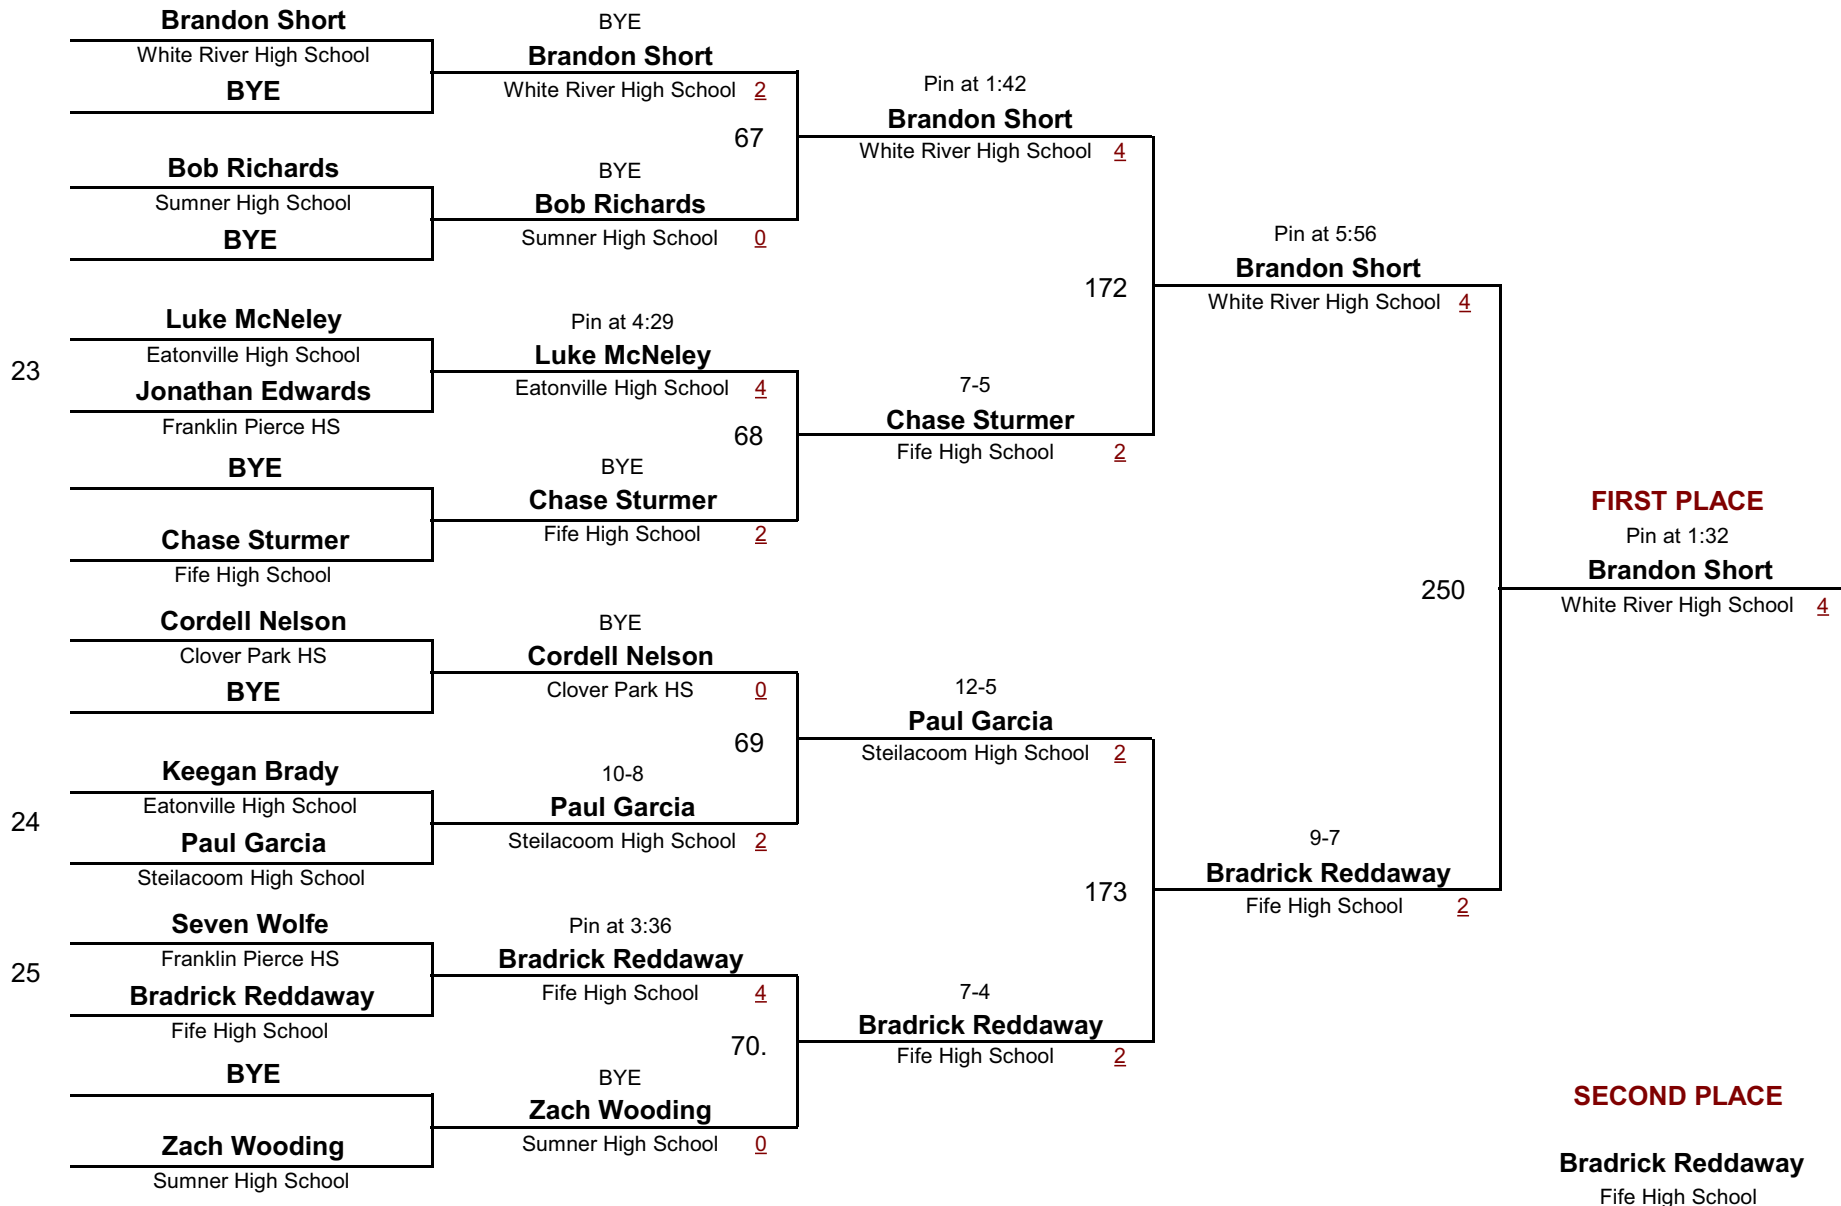 Brandon Short
White River High School
BYE
Bob Richards
Sumner High School
BYE
23
Luke McNeley
Eatonville High School
Jonathan Edwards
Franklin Pierce HS
BYE
Chase Sturmer
Fife High School
Cordell Nelson
Clover Park HS
BYE
24
Keegan Brady
Eatonville High School
Paul Garcia
Steilacoom High School
25
Seven Wolfe
Franklin Pierce HS
Bradrick Reddaway
Fife High School
BYE
Zach Wooding
Sumner High School
BYE
Brandon Short
White River High School 2
67
BYE
Bob Richards
Sumner High School 0
Pin at 4:29
Luke McNeley
Eatonville High School 4
68
BYE
Chase Sturmer
Fife High School 2
BYE
Cordell Nelson
Clover Park HS 0
69
10-8
Paul Garcia
Steilacoom High School 2
Pin at 3:36
Bradrick Reddaway
Fife High School 4
70.
BYE
Zach Wooding
Sumner High School 0
Pin at 1:42
Brandon Short
White River High School 4
172
7-5
Chase Sturmer
Fife High School 2
12-5
Paul Garcia
Steilacoom High School 2
173
7-4
Bradrick Reddaway
Fife High School 2
Pin at 5:56
Brandon Short
White River High School 4
250
9-7
Bradrick Reddaway
Fife High School 2
FIRST PLACE
Pin at 1:32
Brandon Short
White River High School 4
SECOND PLACE
Bradrick Reddaway
Fife High School